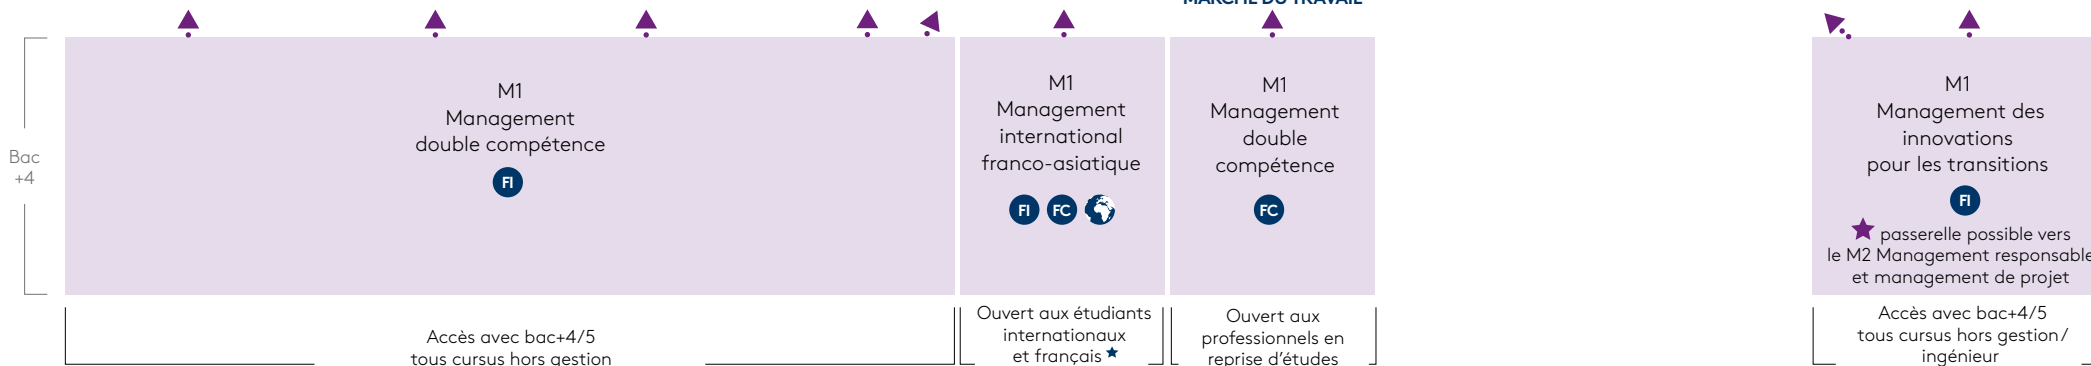 MARCHÉ DU TRAVAIL
Bac
+4
M1
Management
double compétence
FI
M1
Management
international
franco-asiatique
FI FC
M1
Management
double
compétence
FC
M1
Management des
innovations
pour les transitions
FI
passerelle possible vers
le M2 Management responsable
et management de projet
Accès avec bac+4/5
tous cursus hors gestion
Ouvert aux étudiants
internationaux
et français
Ouvert aux
professionnels en
reprise d'études
Accès avec bac+4/5
tous cursus hors gestion/
ingénieur